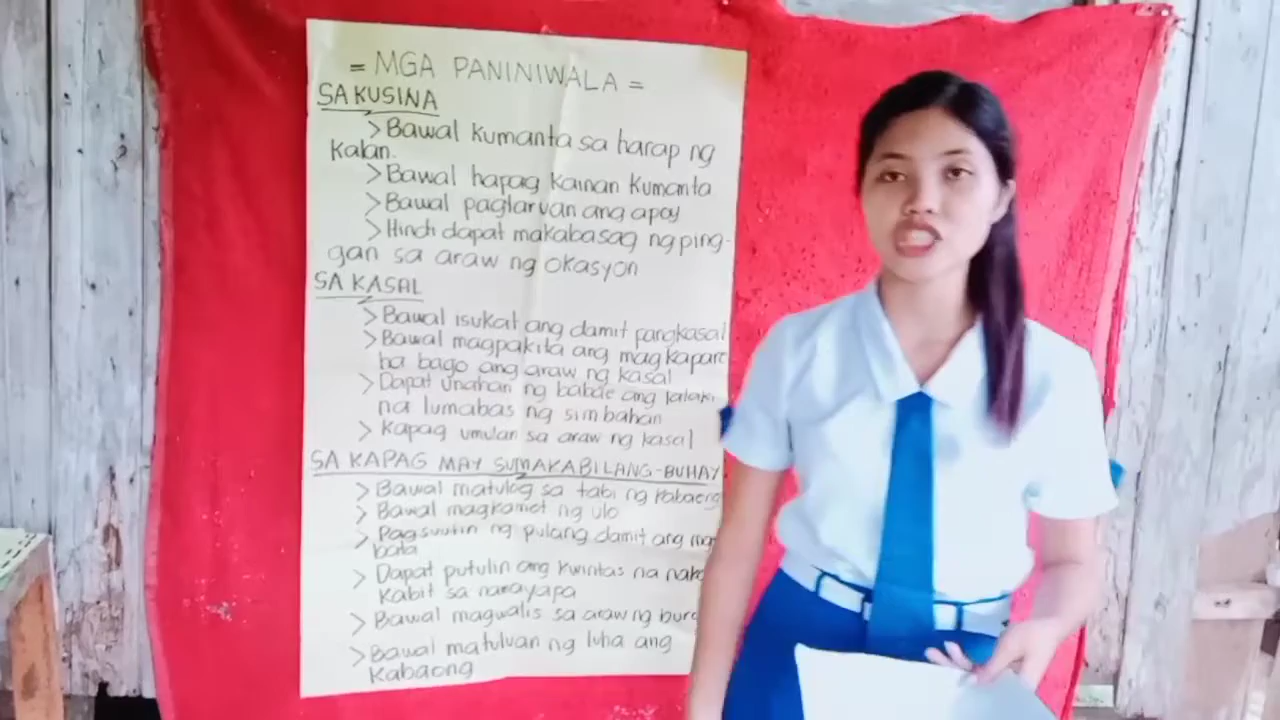 = MGA PANINIWALA =
SA KUSINA
> Bawal kumanta sa harap ng
kalan.
> Bawal hapag kainan kumanta
> Bawal paglaruan ang apoy
> Hindi dapat makabasag ng ping-
gan sa araw ng okasyon
SA KASAL
> Bawal isukat ang damit pangkasal
> Bawal magpakita ang magkapare
ha bago ang araw ng kasal
> Dapat unahan ng babae ang lalaki
na lumabas ng simbahan
> Kapag umulan sa araw ng kasal
SA KAPAG MAY SUMAKABILANG-BUHAY
> Bawal matulog sa tabi ng kabaong
> Bawal magkamot ng ulo
> Pagsuutin ng pulang damit ang mga
bata
> Dapat putulin ang kwintas na naka
kabit sa namayapa
> Bawal magwalis sa araw ng buro
> Bawal matuluan ng luha ang
kabaong